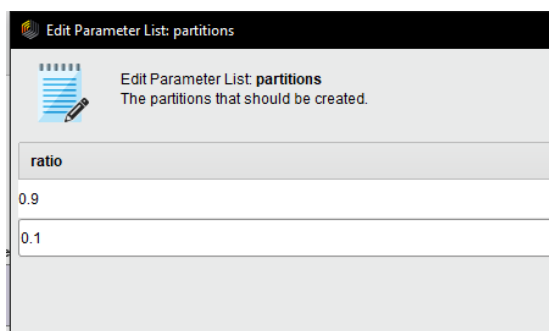 Edit Parameter List: partitions
Edit Parameter List: partitions
The partitions that should be created.
ratio
0.9
0.1